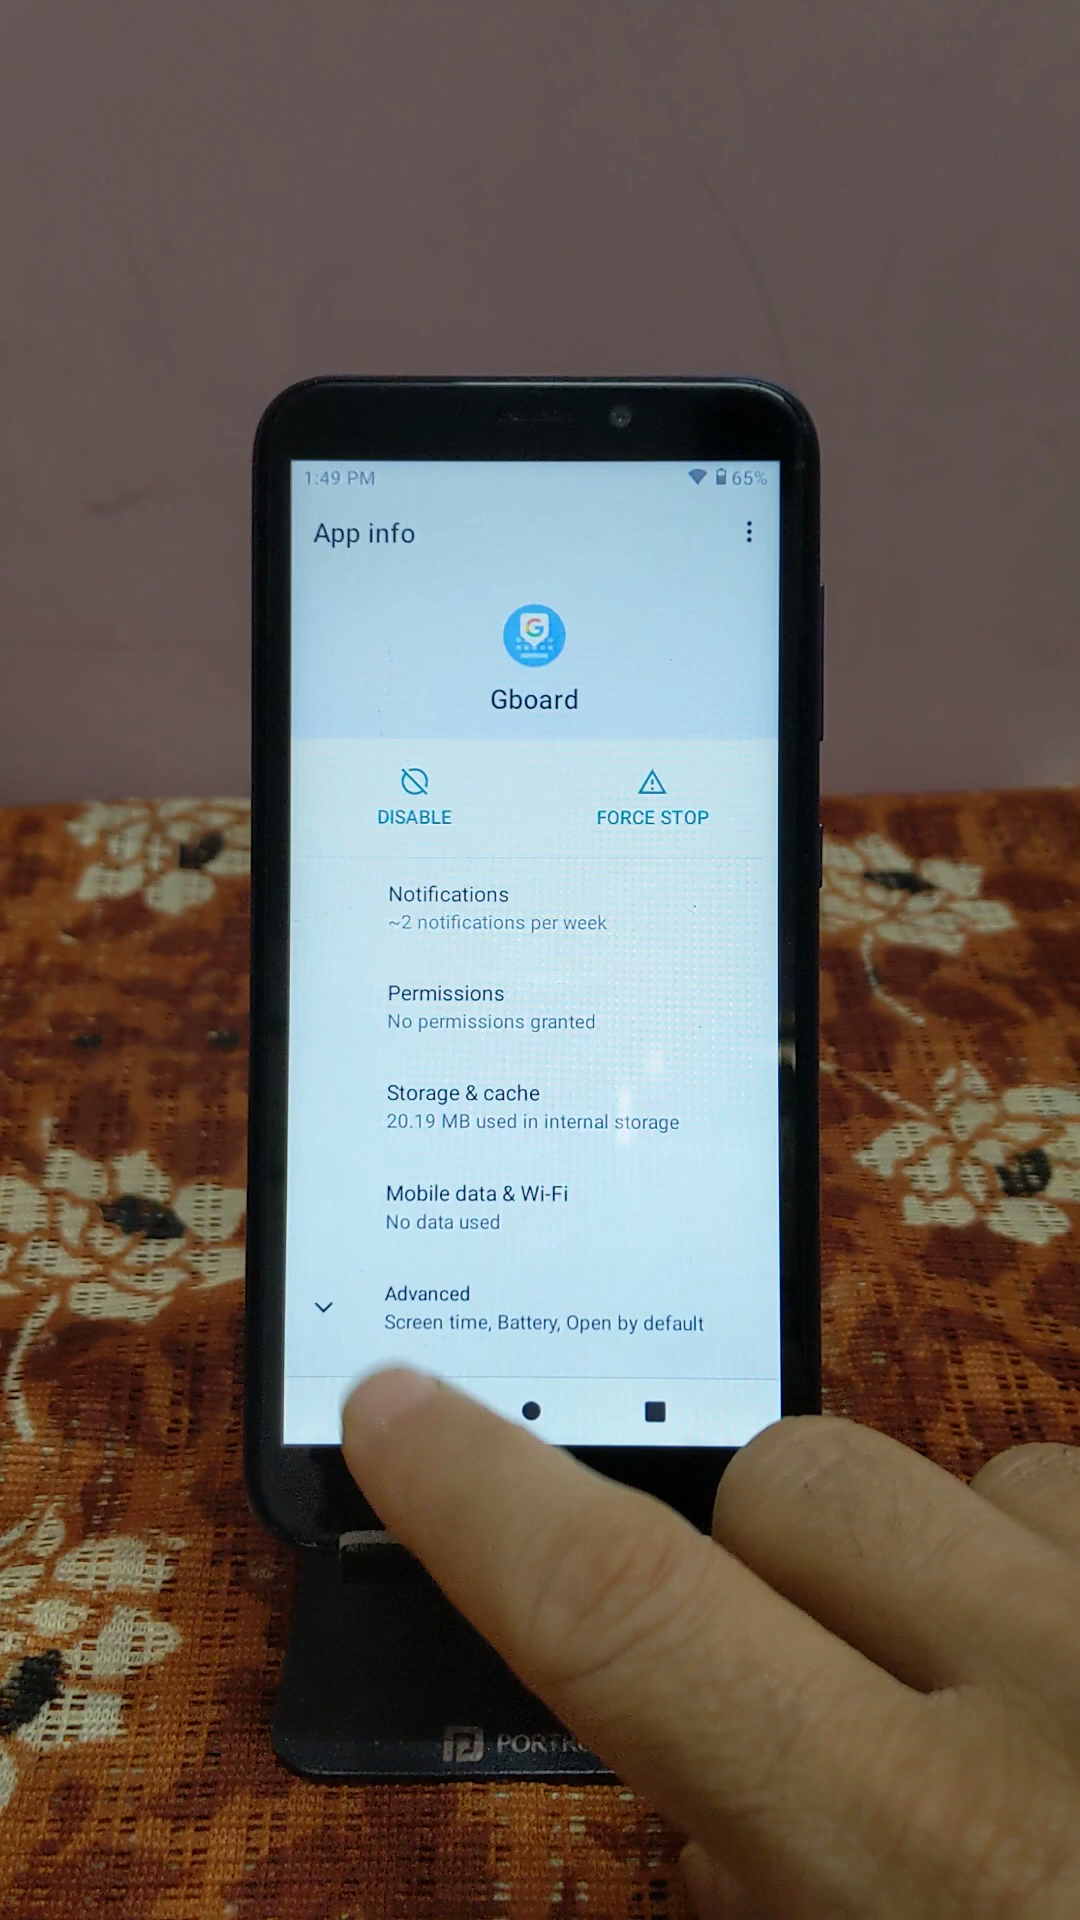 1:49 PM
65%
App info
G
Gboard
DISABLE
FORCE STOP
Notifications
~2 notifications per week
Permissions
No permissions granted
Storage & cache
20.19 MB used in internal storage
Mobile data & Wi-Fi
No data used
Advanced
Screen time, Battery, Open by default